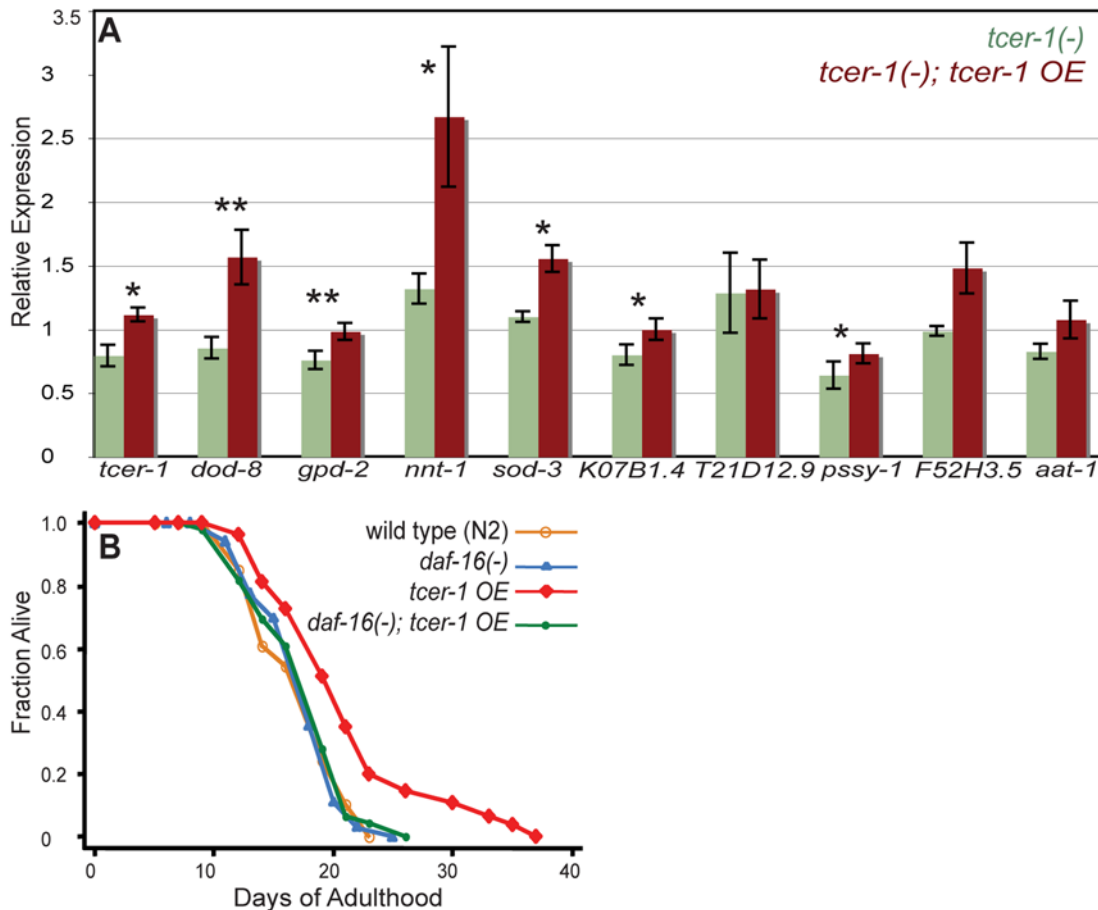 A
tcer-1(-)
tcer-1(-); tcer-1 OE
Relative Expression
3.5
3
2.5
2
1.5
1
0.5
0
* ** ** * * * *
tcer-1 dod-8 gpd-2 nnt-1 sod-3 K07B1.4 T21D12.9 pssy-1 F52H3.5 aat-1
B
wild type (N2)
daf-16(-)
tcer-1 OE
daf-16(-); tcer-1 OE
Fraction Alive
1.0
0.8
0.6
0.4
0.2
0
0 10 20 30 40
Days of Adulthood